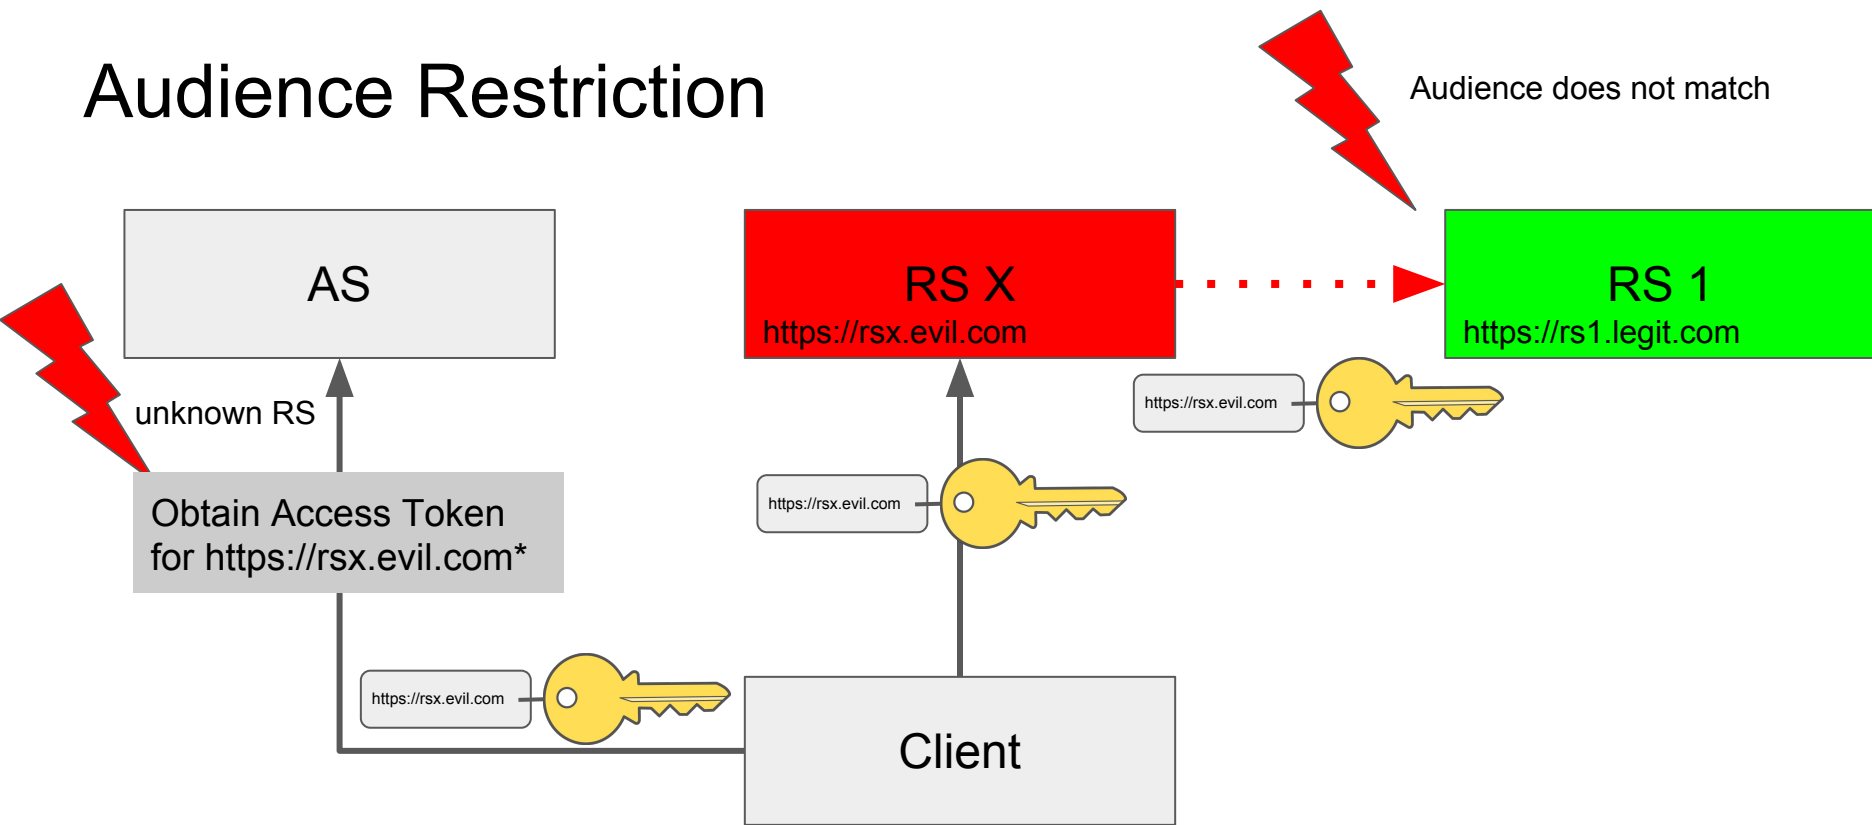 Audience Restriction
Audience does not match
AS
RS X
https://rsx.evil.com
RS 1
https://rs1.legit.com
unknown RS
https://rsx.evil.com
Obtain Access Token
for https://rsx.evil.com*
https://rsx.evil.com
https://rsx.evil.com
Client